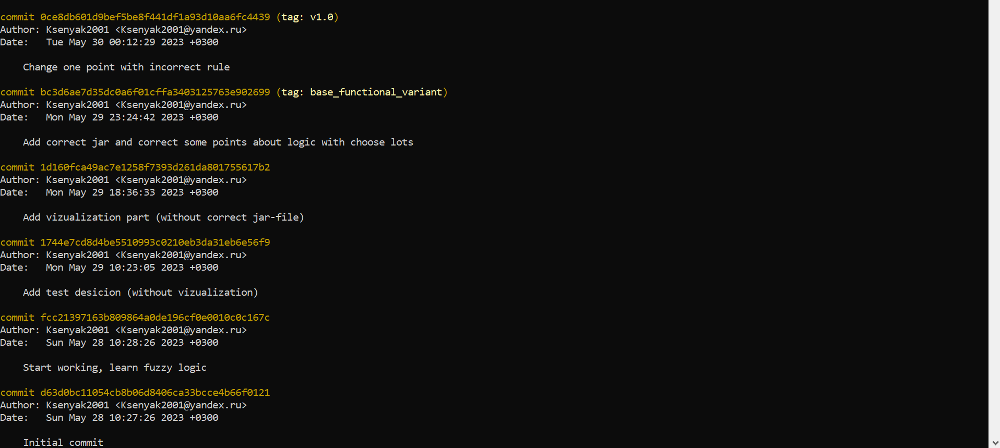 commit 0ce8db601d9bef5be8f441df1a93d10aa6fc4439 (tag: v1.0)
Author: Ksenyak2001 <Ksenyak2001@yandex.ru>
Date:   Tue May 30 00:12:29 2023 +0300
    Change one point with incorrect rule
commit bc3d6ae7d35dc0a6f01cffa3403125763e902699 (tag: base_functional_variant)
Author: Ksenyak2001 <Ksenyak2001@yandex.ru>
Date:   Mon May 29 23:24:42 2023 +0300
    Add correct jar and correct some points about logic with choose lots
commit 1d160fca49ac7e1258f7393d261da801755617b2
Author: Ksenyak2001 <Ksenyak2001@yandex.ru>
Date:   Mon May 29 18:36:33 2023 +0300
    Add vizualization part (without correct jar-file)
commit 1744e7cd8d4be5510993c0210eb3da31eb6e56f9
Author: Ksenyak2001 <Ksenyak2001@yandex.ru>
Date:   Mon May 29 10:23:05 2023 +0300
    Add test desicion (without vizualization)
commit fcc21397163b809864a0de196cf0e0010c0c167c
Author: Ksenyak2001 <Ksenyak2001@yandex.ru>
Date:   Sun May 28 10:28:26 2023 +0300
    Start working, learn fuzzy logic
commit d63d0bc11054cb8b06d8406ca33bcce4b66f0121
Author: Ksenyak2001 <Ksenyak2001@yandex.ru>
Date:   Sun May 28 10:27:26 2023 +0300
    Initial commit